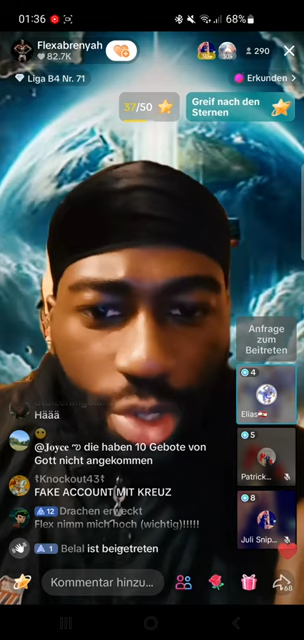 01:36
68%
Flexabrenyah
82.7K
290
Liga B4 Nr. 71
Erkunden >
37/50
Greif nach den
Sternen
Anfrage
zum
Beitreten
4
Elias
Häää
@Joyce die haben 10 Gebote von
Gott nicht angekommen
5
Patrick...
Knockout43
FAKE ACCOUNT MIT KREUZ
12 Drachen erweckt
Flex nimm mich hoch (wichtig)!!!!!
8
Juli Snip...
1 Belal ist beigetreten
Kommentar hinzu...
68